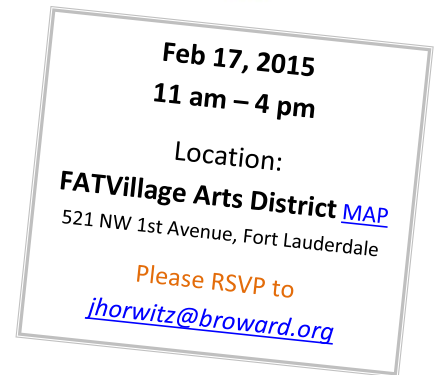 Feb 17, 2015
11 am – 4 pm
Location:
FATVillage Arts District MAP
521 NW 1st Avenue, Fort Lauderdale
Please RSVP to
jhorwitz@broward.org